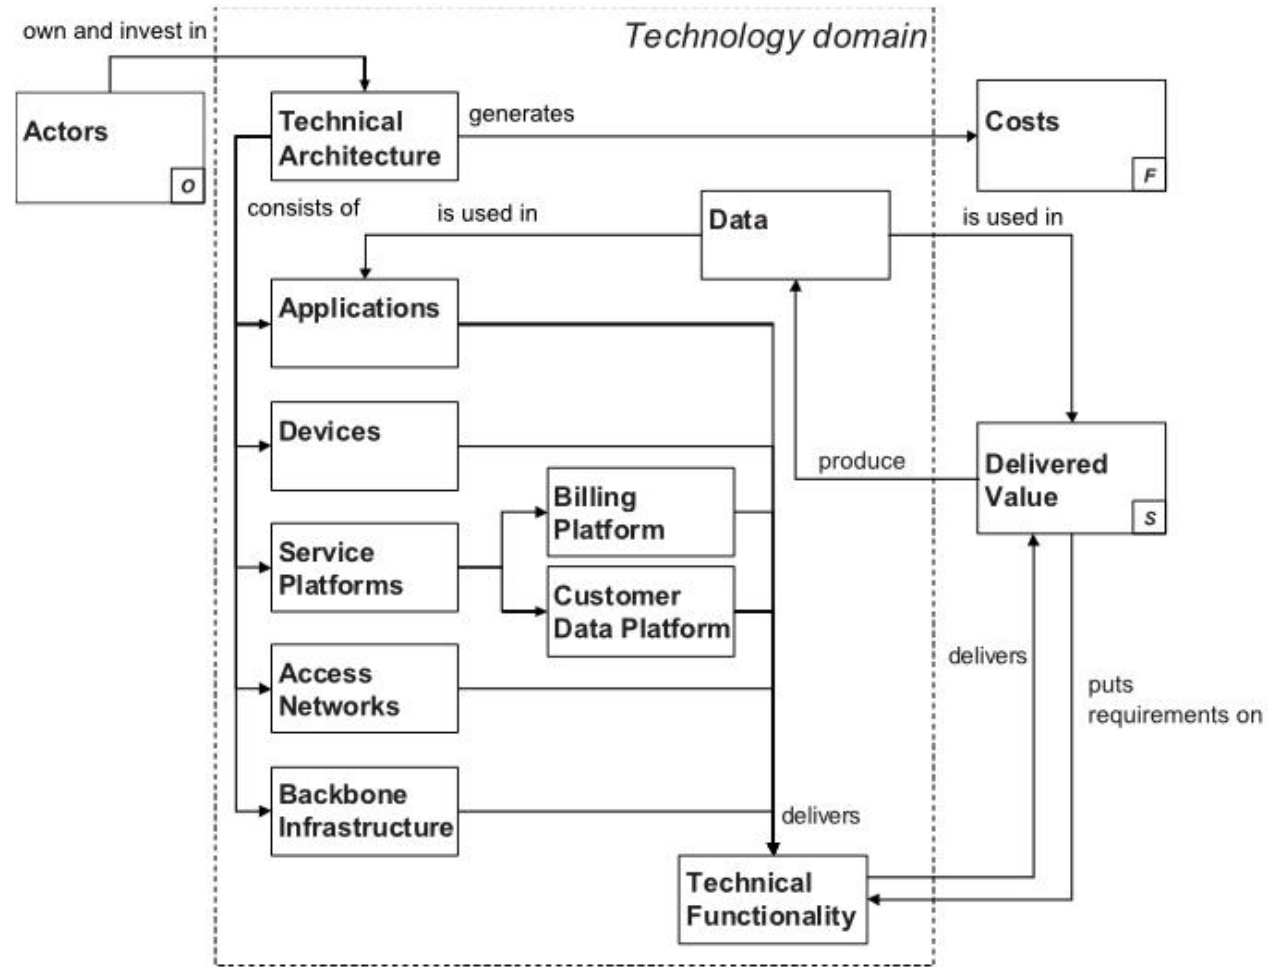 own and invest in
Technology domain
Actors
O
Technical
Architecture
generates
Costs
F
consists of
is used in
Data
is used in
Applications
Devices
produce
Delivered
Value
S
Billing
Platform
Service
Platforms
Customer
Data Platform
Access
Networks
delivers
puts
requirements on
Backbone
Infrastructure
delivers
Technical
Functionality